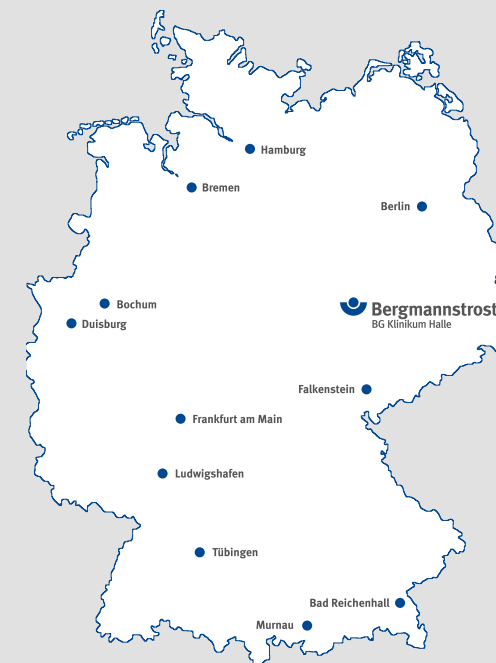 Hamburg
Bremen
Berlin
Bochum
Bergmannstrost
BG Klinikum Halle
Duisburg
Falkenstein
Frankfurt am Main
Ludwigshafen
Tübingen
Bad Reichenhall
Murnau